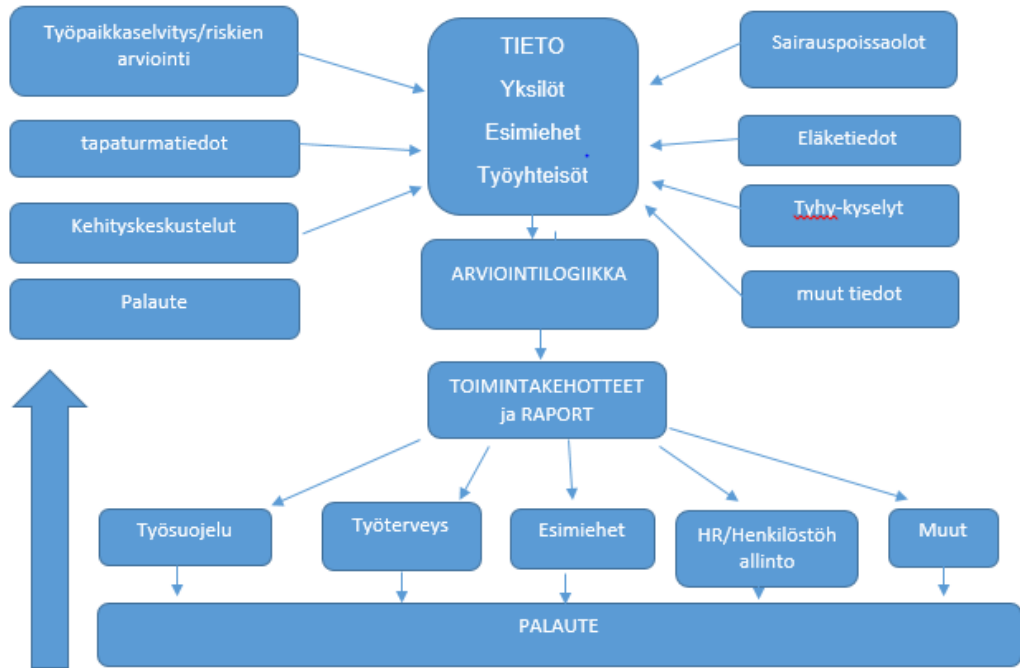 Työpaikkaselvitys/riskien
arviointi
tapaturmatiedot
Kehityskeskustelut
Palaute
TIETO
Yksilöt
Esimiehet
Työyhteisöt
Sairauspoissaolot
Eläketiedot
Tyhy-kyselyt
muut tiedot
ARVIOINTILOGIIKKA
TOIMINTAKEHOTTEET
ja RAPORT
Työsuojelu
Työterveys
Esimiehet
HR/Henkilöstöh
allinto
Muut
PALAUTE